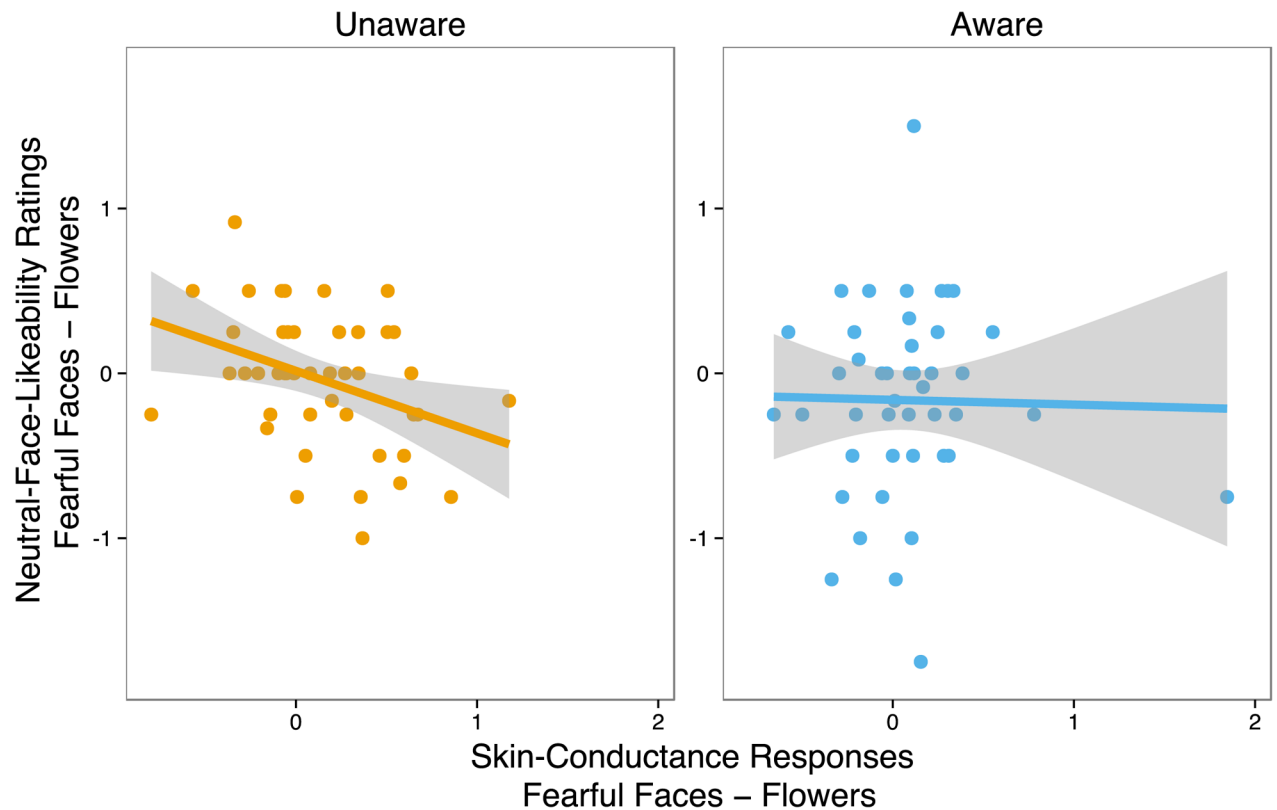 Unaware
Aware
Neutral-Face-Likeability Ratings
Fearful Faces – Flowers
1
0
-1
1
0
-1
0
1
2
0
1
2
Skin-Conductance Responses
Fearful Faces – Flowers